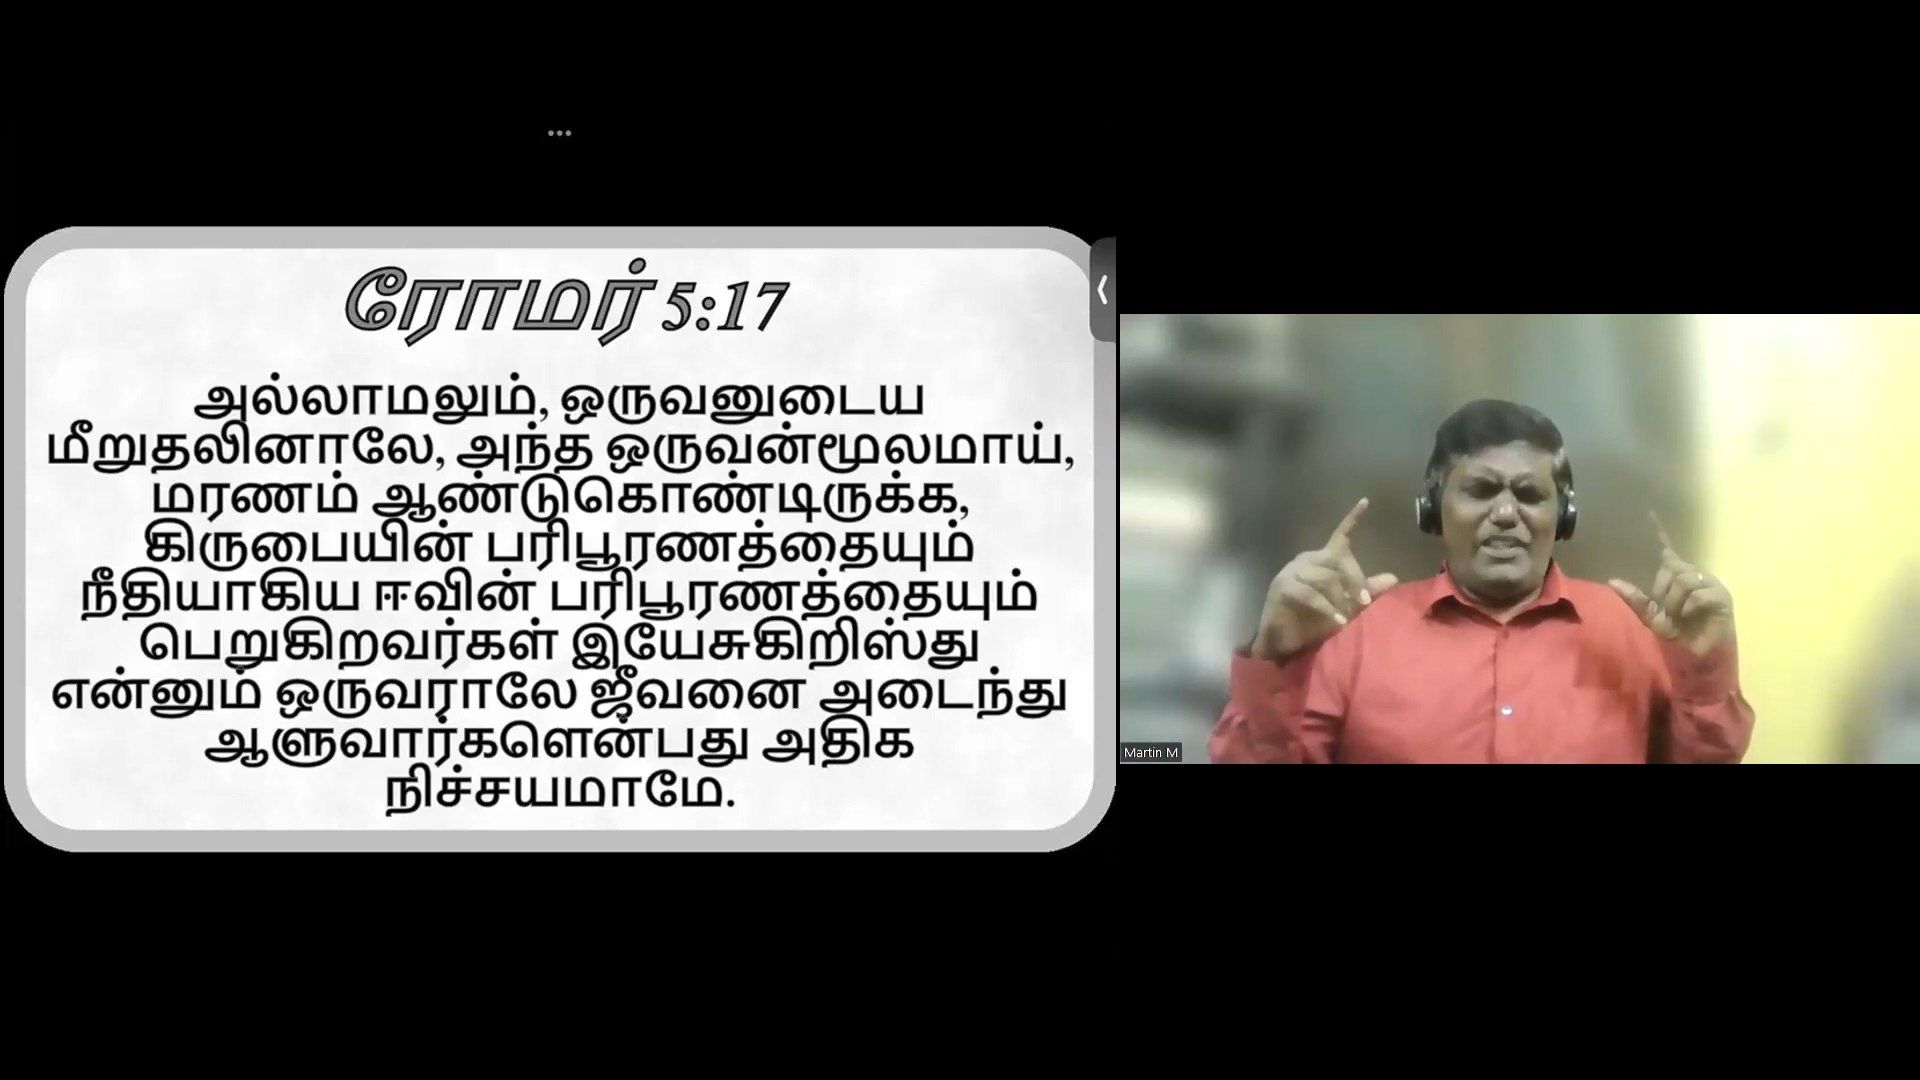 ரோமர் 5:17
அல்லாமலும், ஒருவனுடைய
மீறுதலினாலே, அந்த ஒருவன்மூலமாய்,
மரணம் ஆண்டுகொண்டிருக்க,
கிருபையின் பரிபூரணத்தையும்
நீதியாகிய ஈவின் பரிபூரணத்தையும்
பெறுகிறவர்கள் இயேசுகிறிஸ்து
என்னும் ஒருவராலே ஜீவனை அடைந்து
ஆளுவார்களென்பது அதிக
நிச்சயமாமே.
Martin M